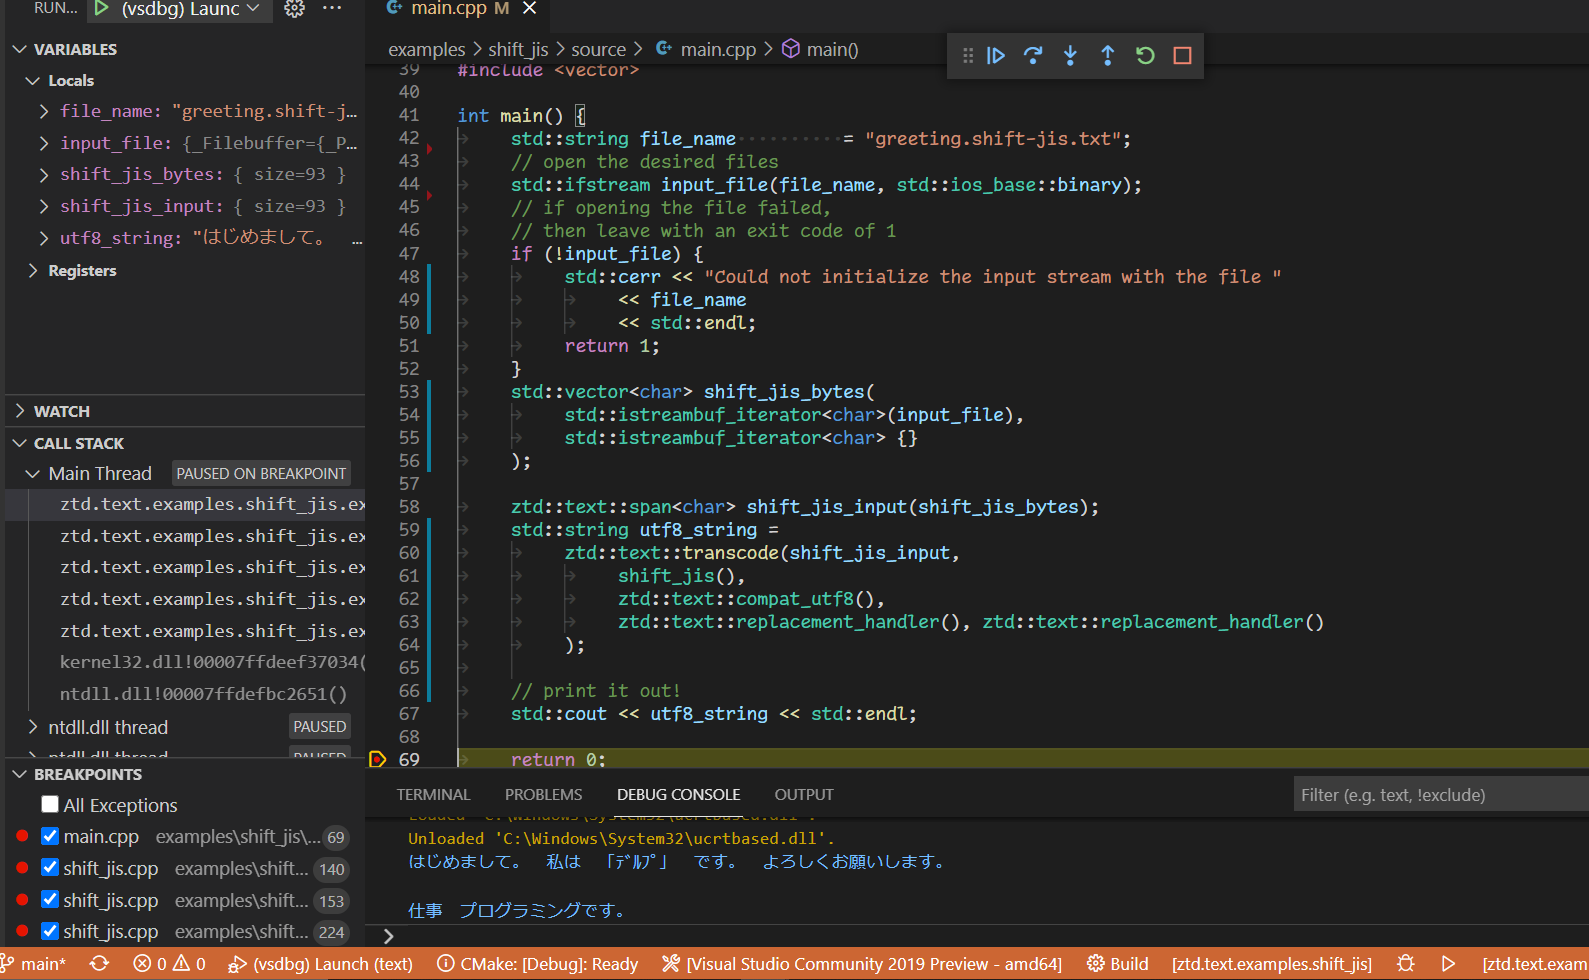 RUN... (vsdbg) Launc ···
VARIABLES
Locals
file_name: "greeting.shift-j…
input_file: {_Filebuffer={_P…
shift_jis_bytes: { size=93 }
shift_jis_input: { size=93 }
utf8_string: "はじめまして。 …
Registers
WATCH
CALL STACK
Main Thread PAUSED ON BREAKPOINT
ztd.text.examples.shift_jis.ex
ztd.text.examples.shift_jis.ex
ztd.text.examples.shift_jis.ex
ztd.text.examples.shift_jis.ex
ztd.text.examples.shift_jis.ex
kernel32.dll!00007ffdeef37034(
ntdll.dll!00007ffdefbc2651()
ntdll.dll thread PAUSED
ntdll.dll thread PAUSED
BREAKPOINTS
All Exceptions
main.cpp examples\shift_jis\... 69
shift_jis.cpp examples\shift... 140
shift_jis.cpp examples\shift... 153
shift_jis.cpp examples\shift... 224
main.cpp M
examples > shift_jis > source > main.cpp > main()
39 #include <vector>
40
41 int main() {
42 std::string file_name·········· = "greeting.shift-jis.txt";
43 // open the desired files
44 std::ifstream input_file(file_name, std::ios_base::binary);
45 // if opening the file failed,
46 // then leave with an exit code of 1
47 if (!input_file) {
48 std::cerr << "Could not initialize the input stream with the file "
49 << file_name
50 << std::endl;
51 return 1;
52 }
53 std::vector<char> shift_jis_bytes(
54 std::istreambuf_iterator<char>(input_file),
55 std::istreambuf_iterator<char> {}
56 );
57
58 ztd::text::span<char> shift_jis_input(shift_jis_bytes);
59 std::string utf8_string =
60 ztd::text::transcode(shift_jis_input,
61 shift_jis(),
62 ztd::text::compat_utf8(),
63 ztd::text::replacement_handler(), ztd::text::replacement_handler()
64 );
65
66 // print it out!
67 std::cout << utf8_string << std::endl;
68
69 return 0;
TERMINAL PROBLEMS DEBUG CONSOLE OUTPUT Filter (e.g. text, !exclude)
Loaded 'C:\Windows\System32\ucrtbased.dll'.
Unloaded 'C:\Windows\System32\ucrtbased.dll'.
はじめまして。 私は 「ﾃﾞﾙﾌﾟ」 です。 よろしくお願いします。
仕事 プログラミングです。
main* 0 0 (vsdbg) Launch (text) CMake: [Debug]: Ready [Visual Studio Community 2019 Preview - amd64] Build [ztd.text.examples.shift_jis] [ztd.text.exam